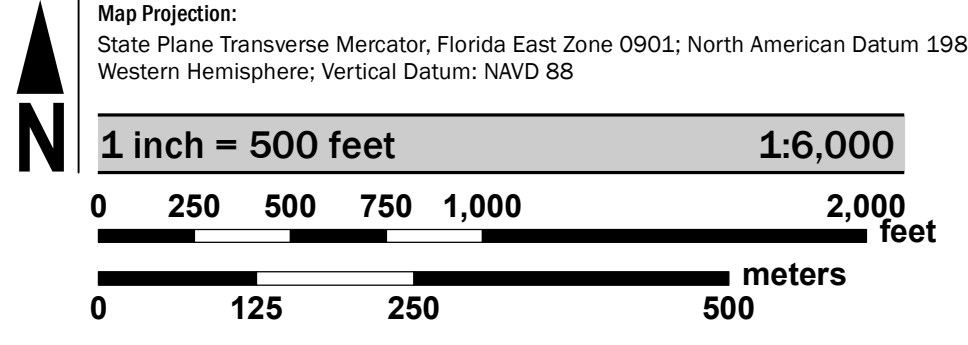 Map Projection:
State Plane Transverse Mercator, Florida East Zone 0901; North American Datum 198
Western Hemisphere; Vertical Datum: NAVD 88
N
1 inch = 500 feet 1:6,000
0 250 500 750 1,000 2,000
feet
meters
0 125 250 500